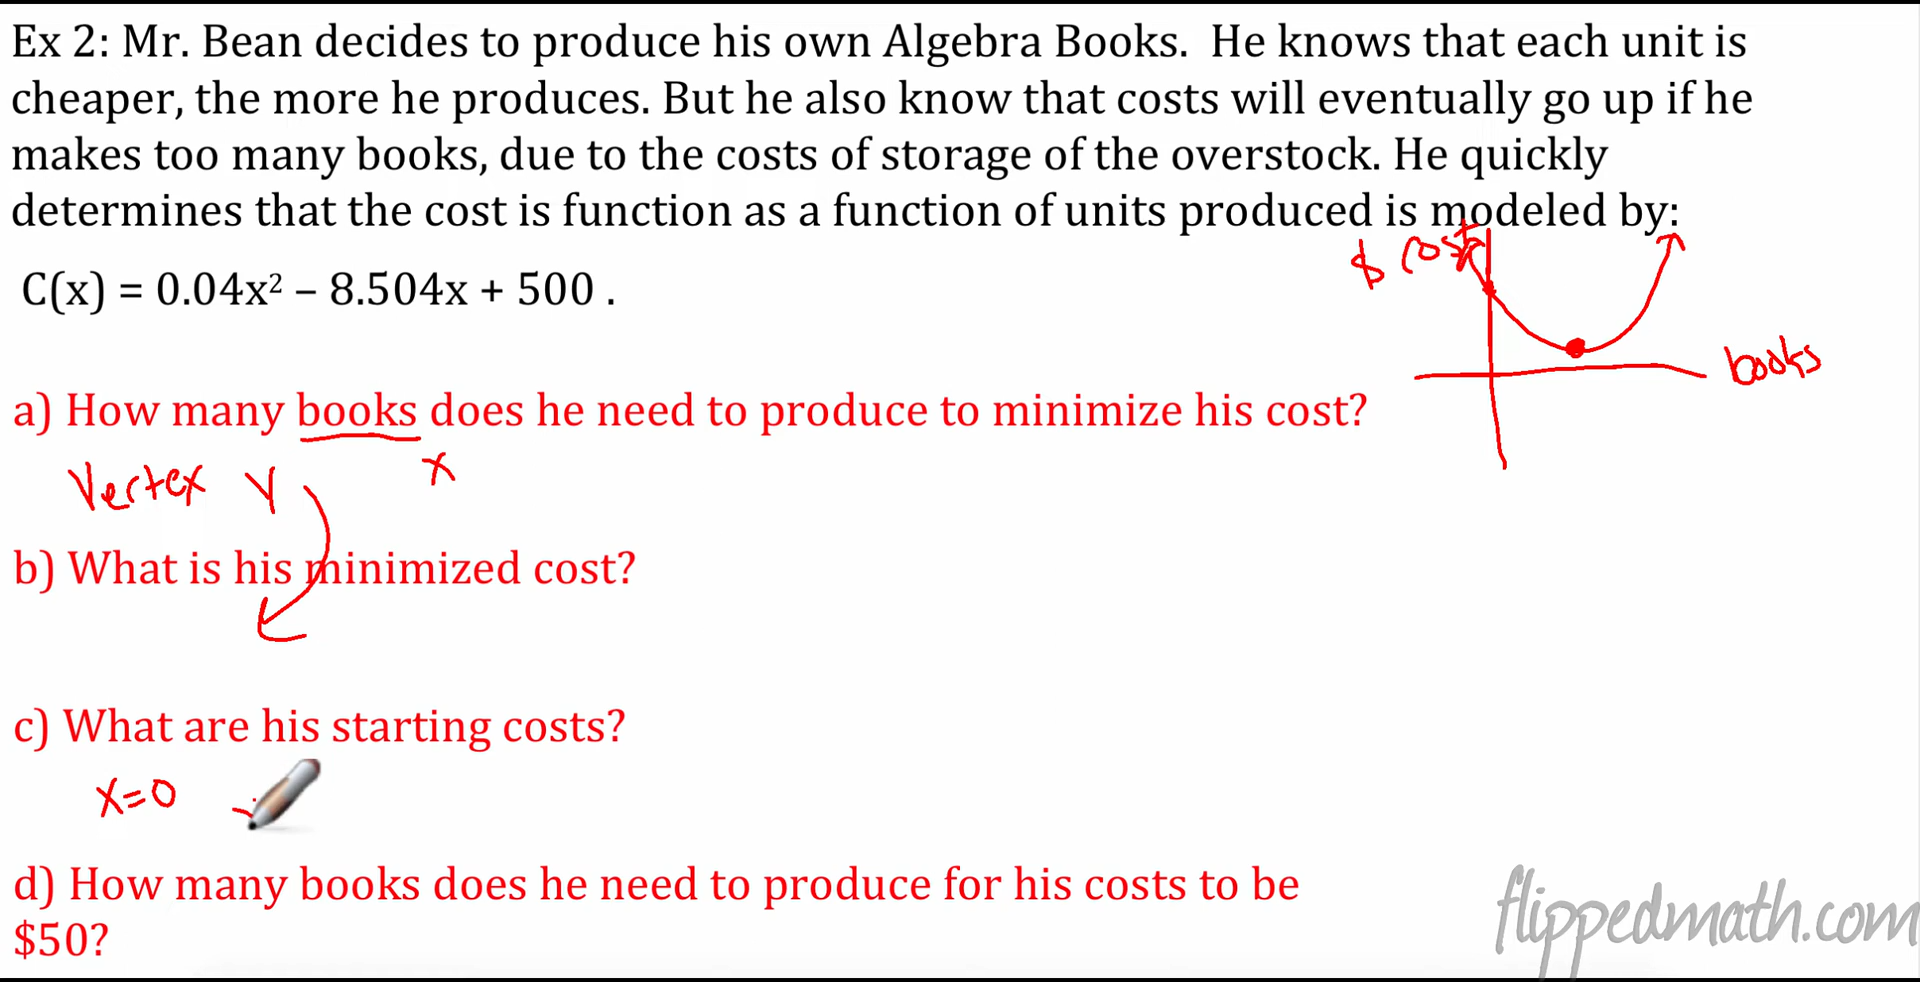 Ex 2: Mr. Bean decides to produce his own Algebra Books. He knows that each unit is
cheaper, the more he produces. But he also know that costs will eventually go up if he
makes too many books, due to the costs of storage of the overstock. He quickly
determines that the cost is function as a function of units produced is modeled by:
$ cost
C(x) = 0.04x² – 8.504x + 500 .
books
a) How many books does he need to produce to minimize his cost?
Vertex y x
b) What is his minimized cost?
c) What are his starting costs?
x=0
d) How many books does he need to produce for his costs to be
$50?
flippedmath.com